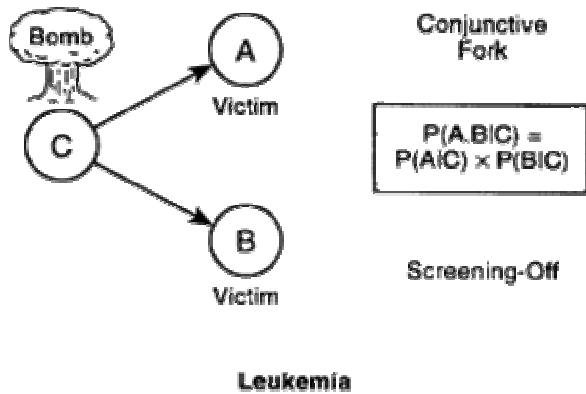 Bomb
A
Victim
C
B
Victim
Conjunctive
Fork
P(A.B|C) =
P(A|C) × P(B|C)
Screening-Off
Leukemia